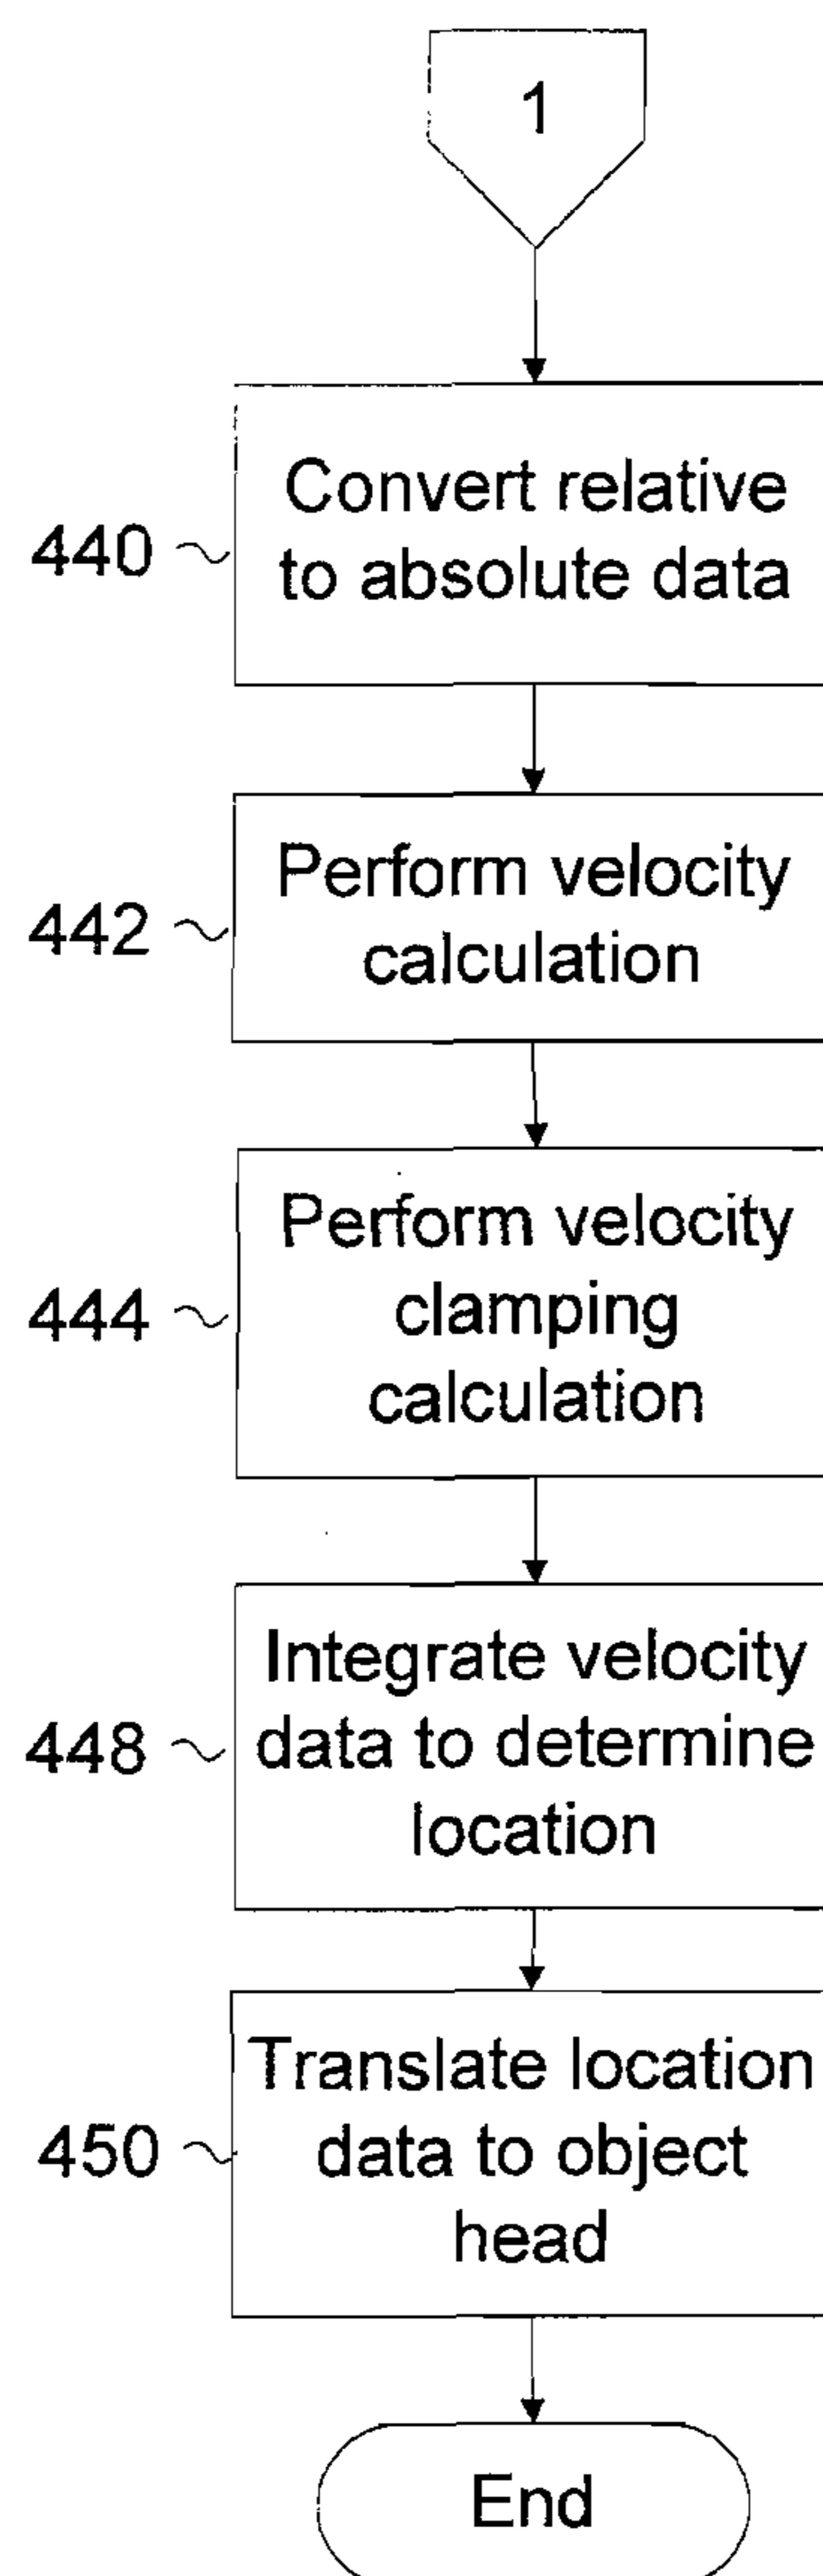 1
Convert relative
to absolute data
440
Perform velocity
calculation
442
Perform velocity
clamping
calculation
444
Integrate velocity
data to determine
location
448
Translate location
data to object
head
450
End